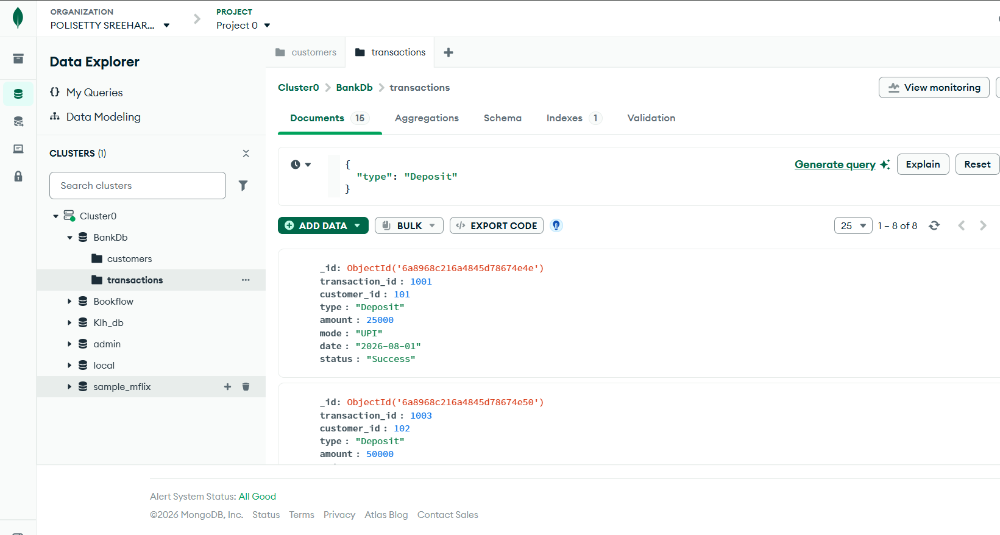 ORGANIZATION
POLISETTY SREEHAR...
PROJECT
Project 0
Data Explorer
My Queries
Data Modeling
CLUSTERS (1)
Search clusters
Cluster0
BankDb
customers
transactions
Bookflow
Klh_db
admin
local
sample_mflix
customers
transactions
Cluster0 > BankDb > transactions
View monitoring
Documents 15
Aggregations
Schema
Indexes 1
Validation
{
"type": "Deposit"
}
Generate query
Explain
Reset
ADD DATA
BULK
EXPORT CODE
25
1 – 8 of 8
_id: ObjectId('6a8968c216a4845d78674e4e')
transaction_id : 1001
customer_id : 101
type : "Deposit"
amount : 25000
mode : "UPI"
date : "2026-08-01"
status : "Success"
_id: ObjectId('6a8968c216a4845d78674e50')
transaction_id : 1003
customer_id : 102
type : "Deposit"
amount : 50000
Alert System Status: All Good
©2026 MongoDB, Inc. Status Terms Privacy Atlas Blog Contact Sales